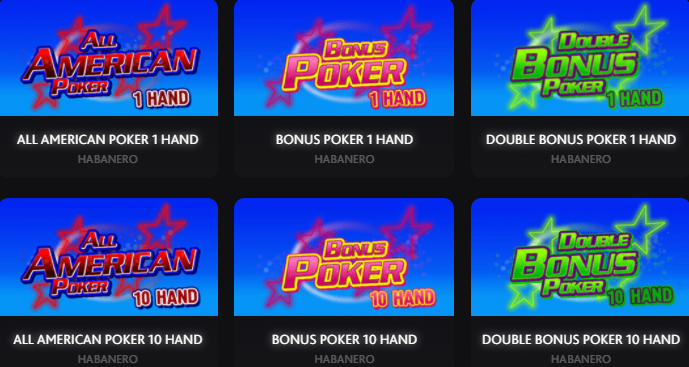 ALL
AMERICAN
POKER
1 HAND
BONUS
POKER
1 HAND
DOUBLE
BONUS
POKER
1 HAND
ALL AMERICAN POKER 1 HAND
HABANERO
BONUS POKER 1 HAND
HABANERO
DOUBLE BONUS POKER 1 HAND
HABANERO
ALL
AMERICAN
POKER
10 HAND
BONUS
POKER
10 HAND
DOUBLE
BONUS
POKER
10 HAND
ALL AMERICAN POKER 10 HAND
HABANERO
BONUS POKER 10 HAND
HABANERO
DOUBLE BONUS POKER 10 HAND
HABANERO